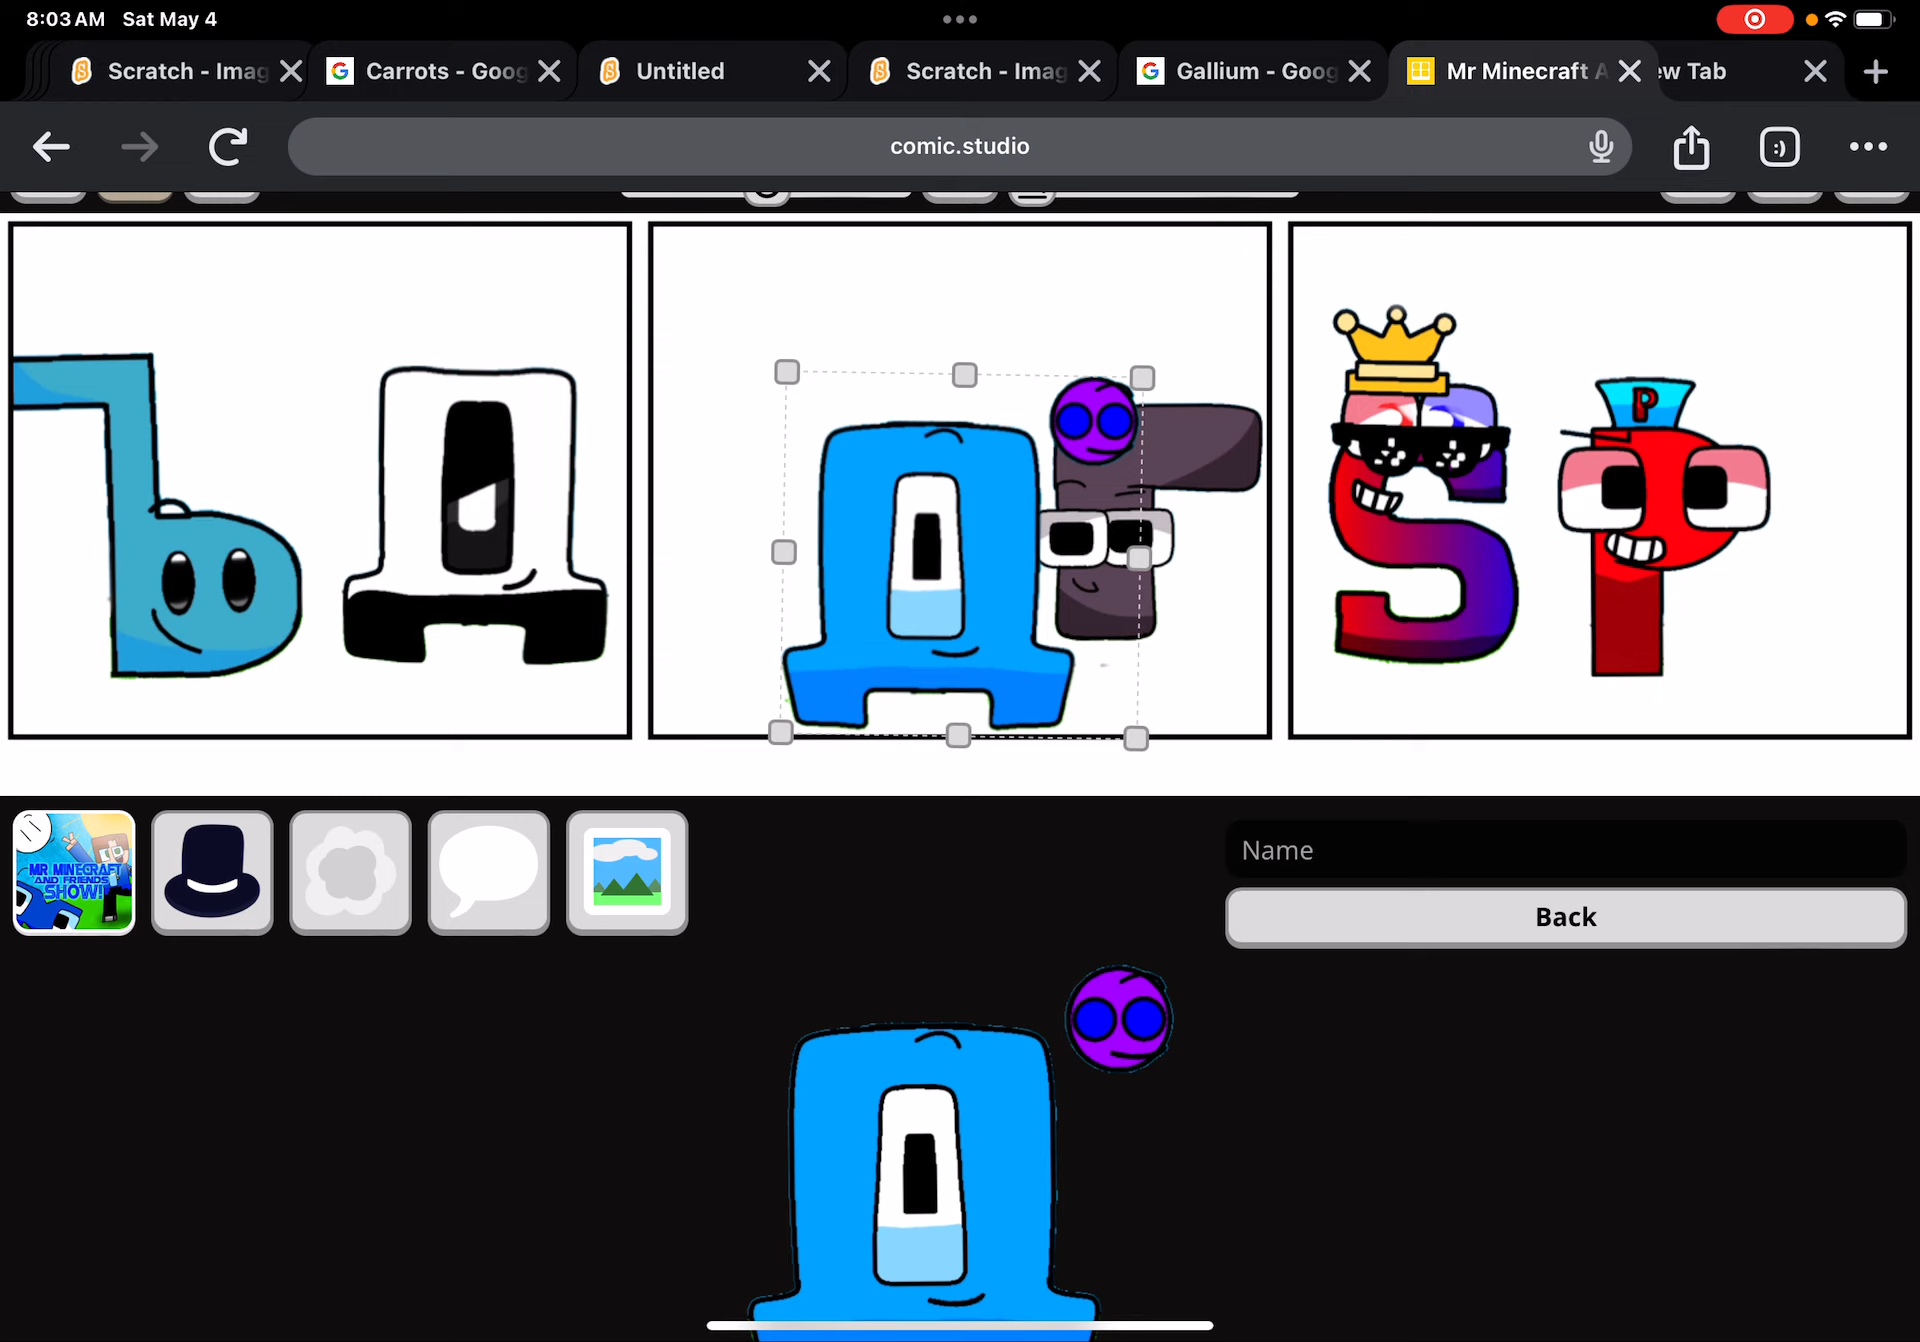 8:03 AM Sat May 4
Scratch - Imag
Carrots - Goog
Untitled
Scratch - Imag
Gallium - Goog
Mr Minecraft A
ew Tab
comic.studio
P
MR MINECRAFT
AND FRIENDS
SHOW!
Name
Back